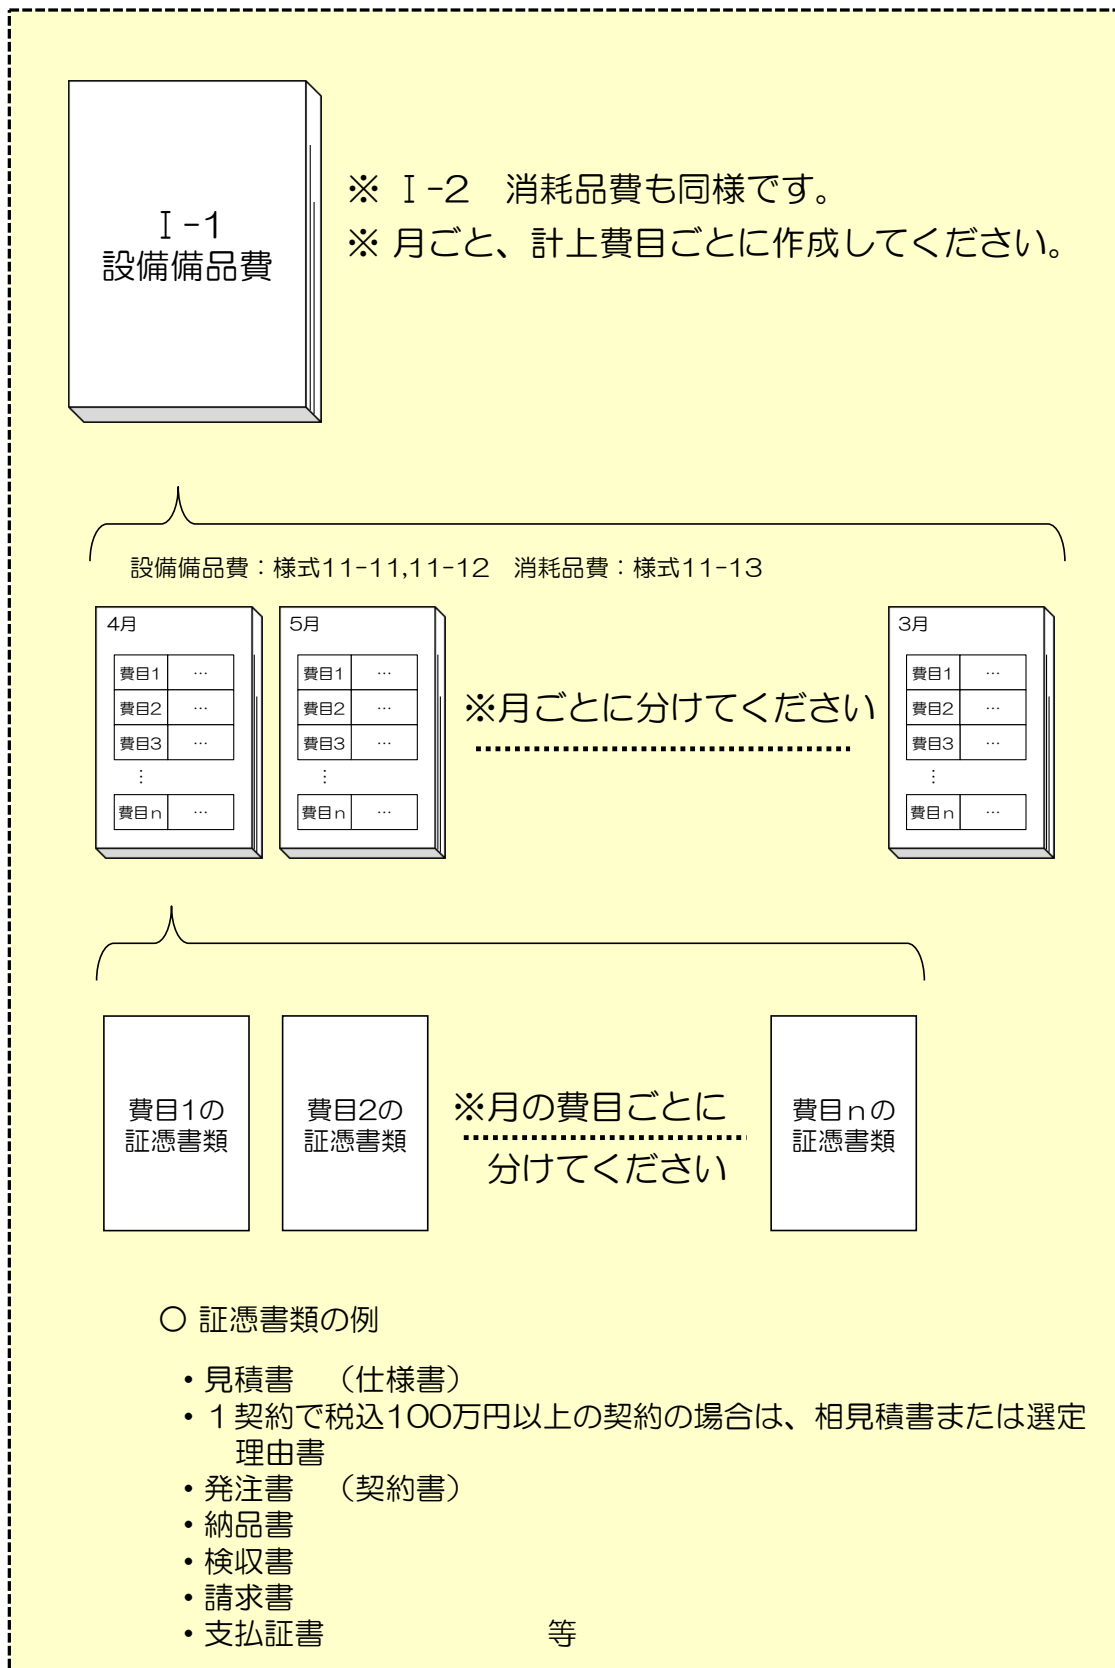 Ⅰ-1
設備備品費
※ Ⅰ-2　消耗品費も同様です。
※ 月ごと、計上費目ごとに作成してください。
設備備品費：様式11-11,11-12　消耗品費：様式11-13
4月
費目1 …
費目2 …
費目3 …
⋮
費目n …
5月
費目1 …
費目2 …
費目3 …
⋮
費目n …
※月ごとに分けてください
3月
費目1 …
費目2 …
費目3 …
⋮
費目n …
費目1の
証憑書類
費目2の
証憑書類
※月の費目ごとに
分けてください
費目nの
証憑書類
○ 証憑書類の例
・見積書　（仕様書）
・１契約で税込100万円以上の契約の場合は、相見積書または選定
理由書
・発注書　（契約書）
・納品書
・検収書
・請求書
・支払証書　　　　　　　等